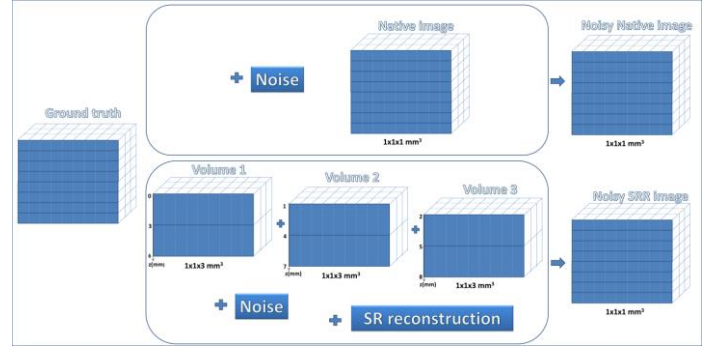 Native image
Noisy Native image
+ Noise
1x1x1 mm³
1x1x1 mm³
Ground truth
Volume 1
Volume 2
Volume 3
Noisy SRR image
0
3
z(mm)
1x1x3 mm³
+
1
4
7
z(mm)
1x1x3 mm³
+
2
5
8
z(mm)
1x1x3 mm³
1x1x1 mm³
+ Noise
+ SR reconstruction